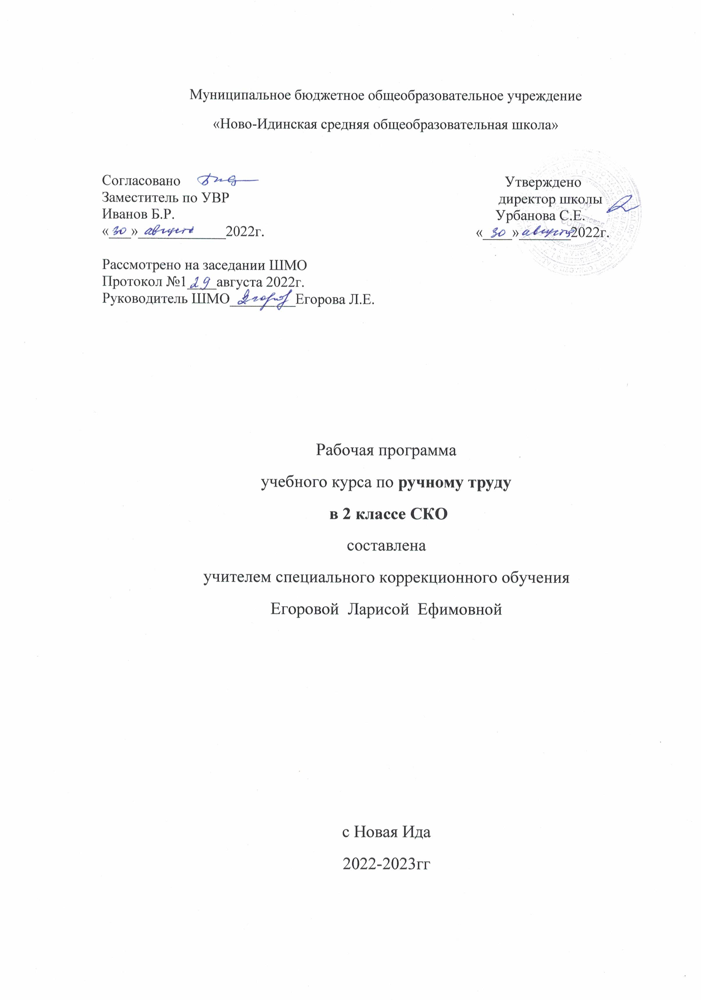 Муниципальное бюджетное общеобразовательное учреждение
«Ново-Идинская средняя общеобразовательная школа»
Согласовано
Заместитель по УВР
Иванов Б.Р.
«30» августа 2022г.
Утверждено
директор школы
Урбанова С.Е.
«30» августа 2022г.
Рассмотрено на заседании ШМО
Протокол №1 29 августа 2022г.
Руководитель ШМО Егорова Л.Е.
Рабочая программа
учебного курса по ручному труду
в 2 классе СКО
составлена
учителем специального коррекционного обучения
Егоровой Ларисой Ефимовной
с Новая Ида
2022-2023гг